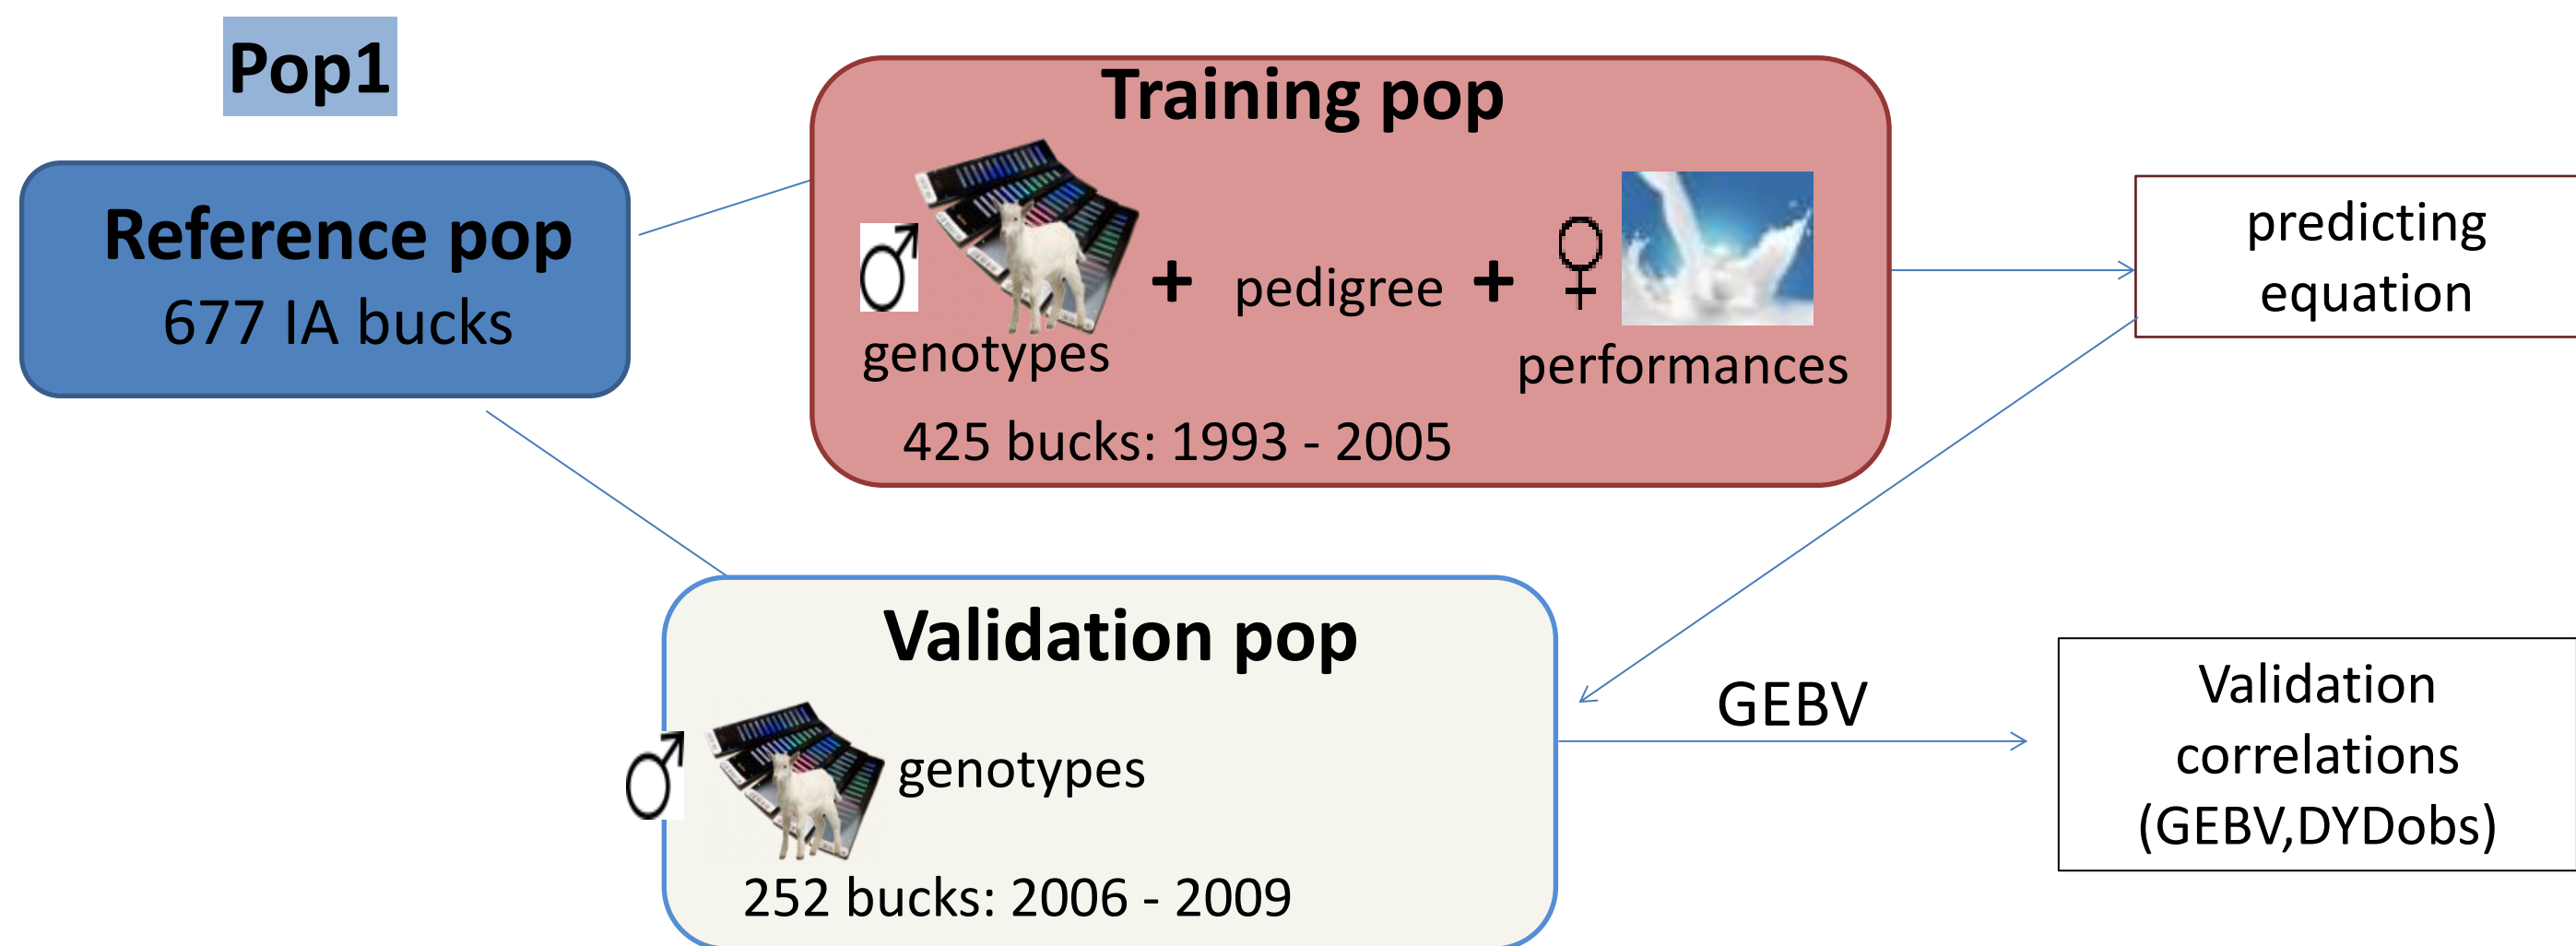 Pop1
Reference pop
677 IA bucks
Training pop
genotypes
+ pedigree +
performances
425 bucks: 1993 - 2005
predicting
equation
Validation pop
genotypes
252 bucks: 2006 - 2009
GEBV
Validation
correlations
(GEBV,DYDobs)